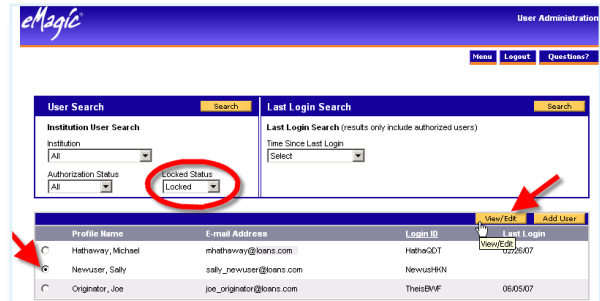 eMagic
User Administration
Menu Logout Questions?
User Search Search Last Login Search Search
Institution User Search
Last Login Search (results only include authorized users)
Institution
Time Since Last Login
All
Select
Authorization Status Locked Status
All Locked
View/Edit Add User
Profile Name E-mail Address Login ID Last Login
View/Edit
Hathaway, Michael mhathaway@loans.com HathaQDT 02/26/07
Newuser, Sally sally_newuser@loans.com NewusHKN
Originator, Joe joe_originator@loans.com TheisBWF 06/05/07